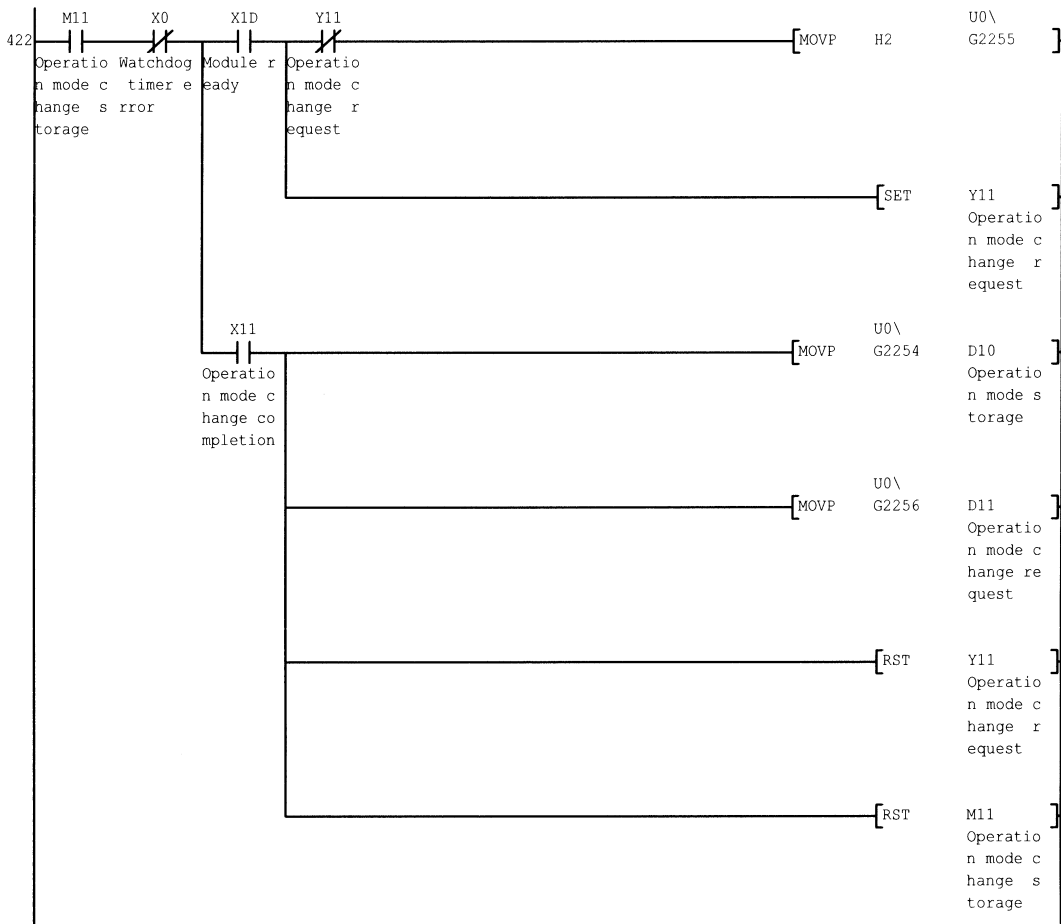 M11 X0 X1D Y11 U0\
422 MOVP H2 G2255
Operatio Watchdog Module r Operatio
n mode c timer e eady n mode c
hange s rror hange r
torage equest
SET Y11
Operatio
n mode c
hange r
equest
X11 U0\
MOVP G2254 D10
Operatio Operatio
n mode c n mode s
hange co torage
mpletion
U0\
MOVP G2256 D11
Operatio
n mode c
hange re
quest
RST Y11
Operatio
n mode c
hange r
equest
RST M11
Operatio
n mode c
hange s
torage